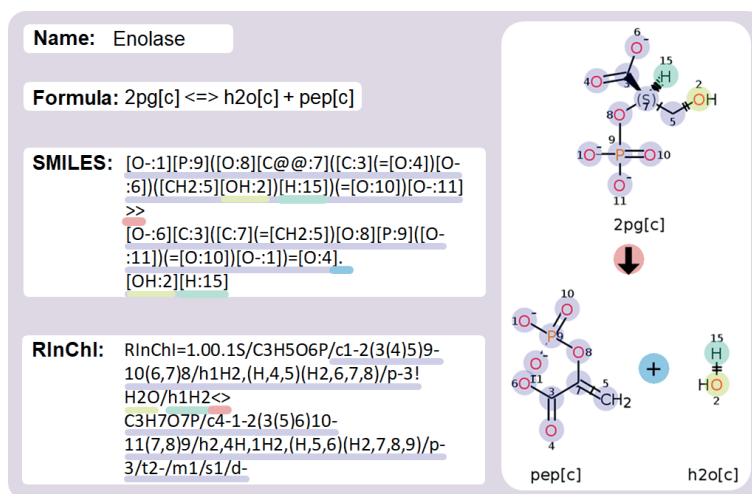 Name: Enolase
Formula: 2pg[c] <=> h2o[c] + pep[c]
SMILES: [O-:1][P:9]([O:8][C@@:7]([C:3](=[O:4])[O-
:6])([CH2:5][OH:2])[H:15])(=[O:10])[O-:11]
>>
[O-:6][C:3]([C:7](=[CH2:5])[O:8][P:9]([O-
:11])(=[O:10])[O-:1])=[O:4].
[OH:2][H:15]
RInChI: RInChI=1.00.1S/C3H5O6P/c1-2(3(4)5)9-
10(6,7)8/h1H2,(H,4,5)(H2,6,7,8)/p-3!
H2O/h1H2<>
C3H7O7P/c4-1-2(3(5)6)10-
11(7,8)9/h2,4H,1H2,(H,5,6)(H2,7,8,9)/p-
3/t2-/m1/s1/d-
6
O-
15
H
2
OH
4
O
3
(S)
7
5
8
O
9
P
1O-
O
10
O-
11
2pg[c]
10
O
1O-
P
9
15
H
O-
11
O
8
+
HO
2
6O-
3
7
5
CH2
O
4
pep[c]
h2o[c]